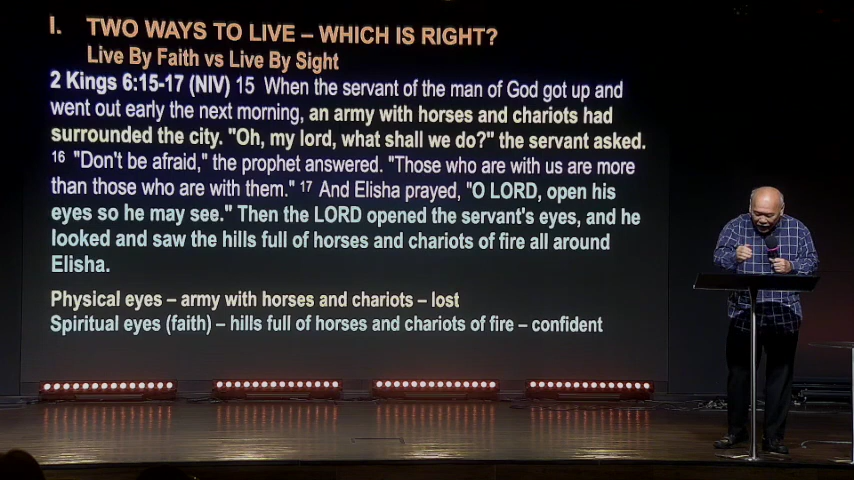 I. TWO WAYS TO LIVE – WHICH IS RIGHT?
Live By Faith vs Live By Sight
2 Kings 6:15-17 (NIV) 15 When the servant of the man of God got up and
went out early the next morning, an army with horses and chariots had
surrounded the city. "Oh, my lord, what shall we do?" the servant asked.
16 "Don't be afraid," the prophet answered. "Those who are with us are more
than those who are with them." 17 And Elisha prayed, "O LORD, open his
eyes so he may see." Then the LORD opened the servant's eyes, and he
looked and saw the hills full of horses and chariots of fire all around
Elisha.
Physical eyes – army with horses and chariots – lost
Spiritual eyes (faith) – hills full of horses and chariots of fire – confident